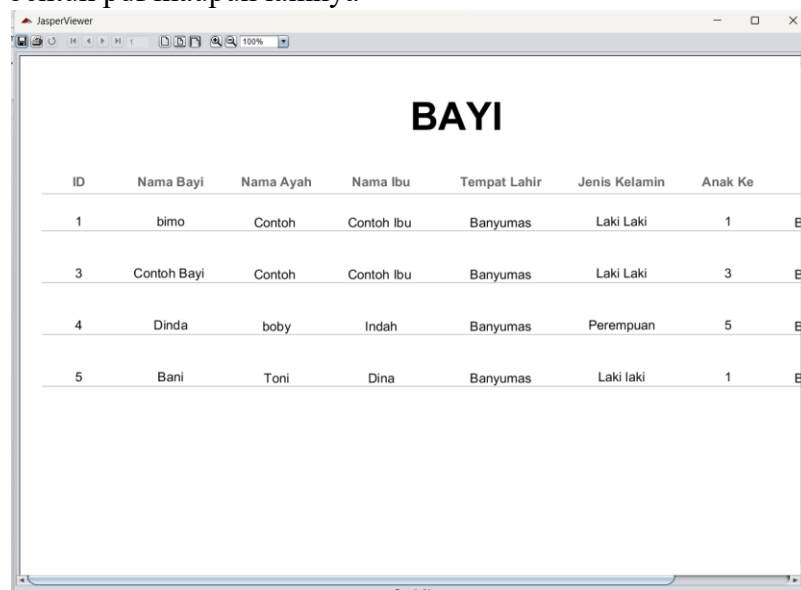 JasperViewer
1 100%
BAYI
ID Nama Bayi Nama Ayah Nama Ibu Tempat Lahir Jenis Kelamin Anak Ke
1 bimo Contoh Contoh Ibu Banyumas Laki Laki 1
3 Contoh Bayi Contoh Contoh Ibu Banyumas Laki Laki 3
4 Dinda boby Indah Banyumas Perempuan 5
5 Bani Toni Dina Banyumas Laki laki 1